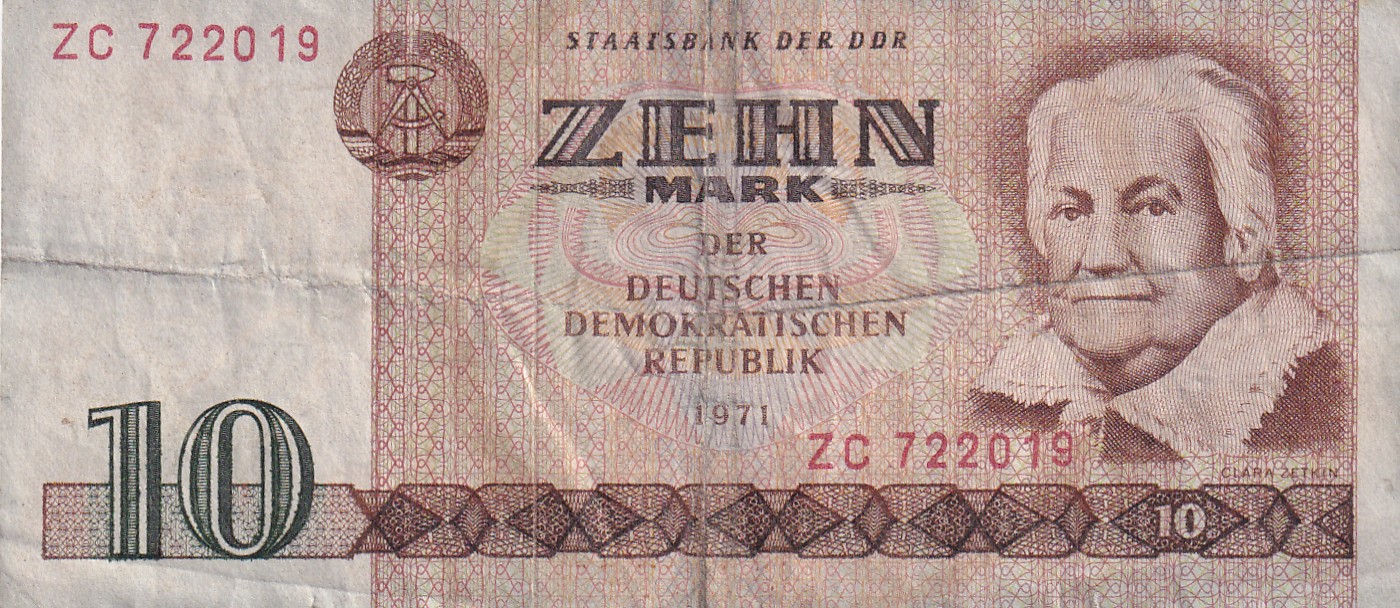 ZC 722019
STAATSBANK DER DDR
ZEHN
MARK
DER
DEUTSCHEN
DEMOKRATISCHEN
REPUBLIK
1971
ZC 722019
CLARA ZETKIN
10
10